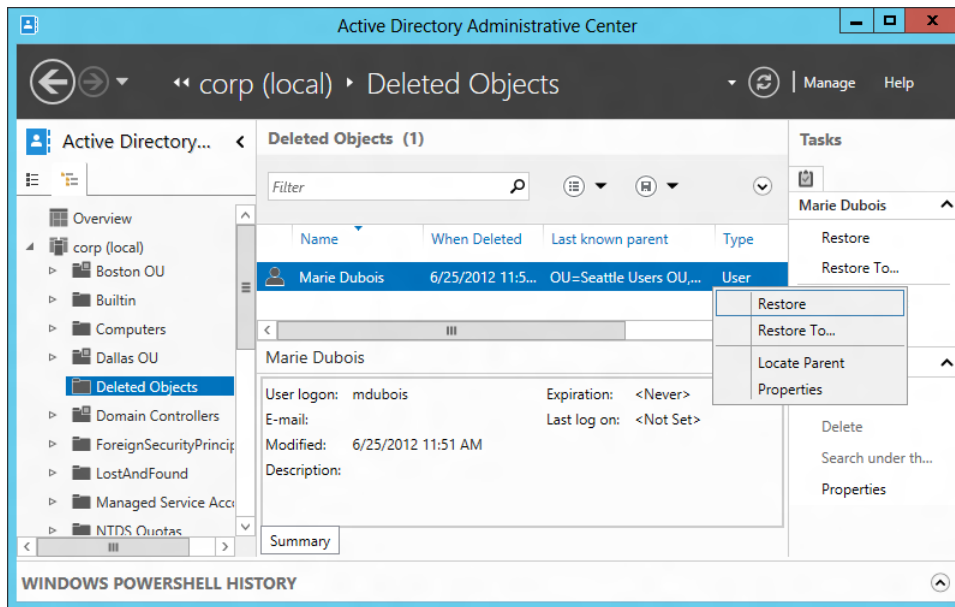 Active Directory Administrative Center
corp (local) Deleted Objects
Manage Help
Active Directory...
Overview
corp (local)
Boston OU
Builtin
Computers
Dallas OU
Deleted Objects
Domain Controllers
ForeignSecurityPrincip
LostAndFound
Managed Service Acc
NTDS Quotas
Deleted Objects (1)
Filter
Name When Deleted Last known parent Type
Marie Dubois 6/25/2012 11:5... OU=Seattle Users OU,... User
Restore
Restore To...
Locate Parent
Properties
Marie Dubois
User logon: mdubois Expiration: <Never>
E-mail: Last log on: <Not Set>
Modified: 6/25/2012 11:51 AM
Description:
Summary
Tasks
Marie Dubois
Restore
Restore To...
Delete
Search under th...
Properties
WINDOWS POWERSHELL HISTORY